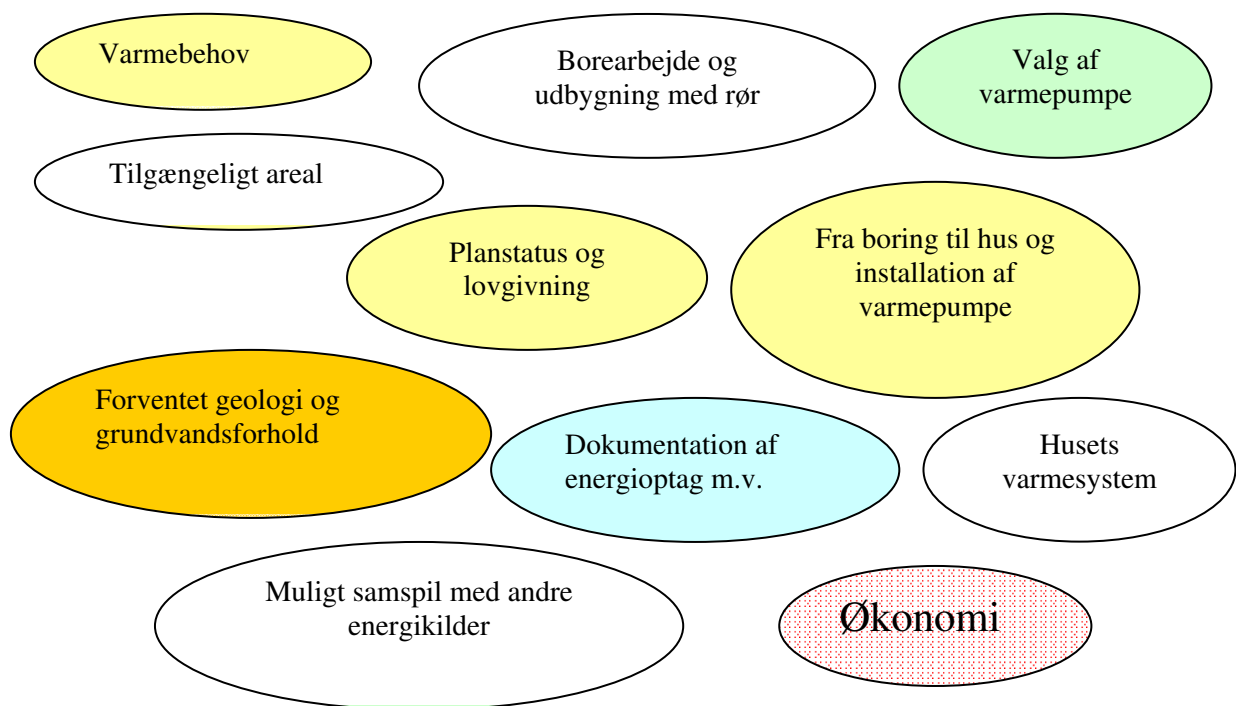 Varmebehov
Borearbejde og
udbygning med rør
Valg af
varmepumpe
Tilgængeligt areal
Planstatus og
lovgivning
Fra boring til hus og
installation af
varmepumpe
Forventet geologi og
grundvandsforhold
Dokumentation af
energioptag m.v.
Husets
varmesystem
Muligt samspil med andre
energikilder
Økonomi